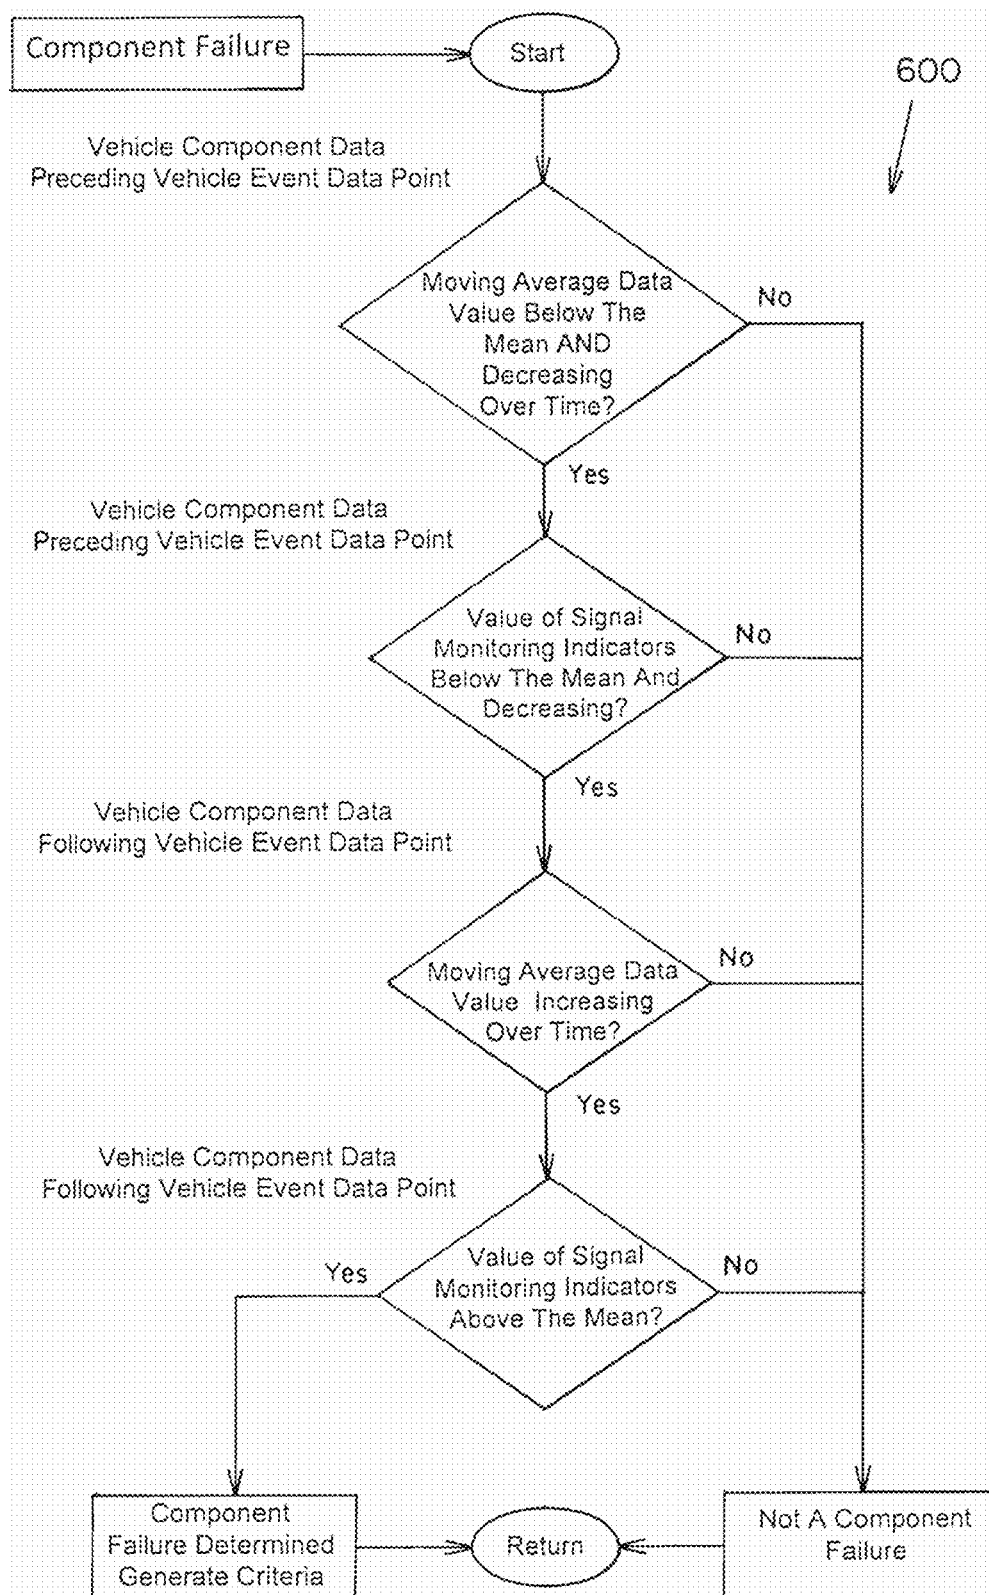 Component Failure
Start
600
Vehicle Component Data
Preceding Vehicle Event Data Point
Moving Average Data
Value Below The
Mean AND
Decreasing
Over Time?
No
Yes
Vehicle Component Data
Preceding Vehicle Event Data Point
Value of Signal
Monitoring Indicators
Below The Mean And
Decreasing?
No
Yes
Vehicle Component Data
Following Vehicle Event Data Point
Moving Average Data
Value Increasing
Over Time?
No
Yes
Vehicle Component Data
Following Vehicle Event Data Point
Value of Signal
Monitoring Indicators
Above The Mean?
Yes
No
Component
Failure Determined
Generate Criteria
Return
Not A Component
Failure